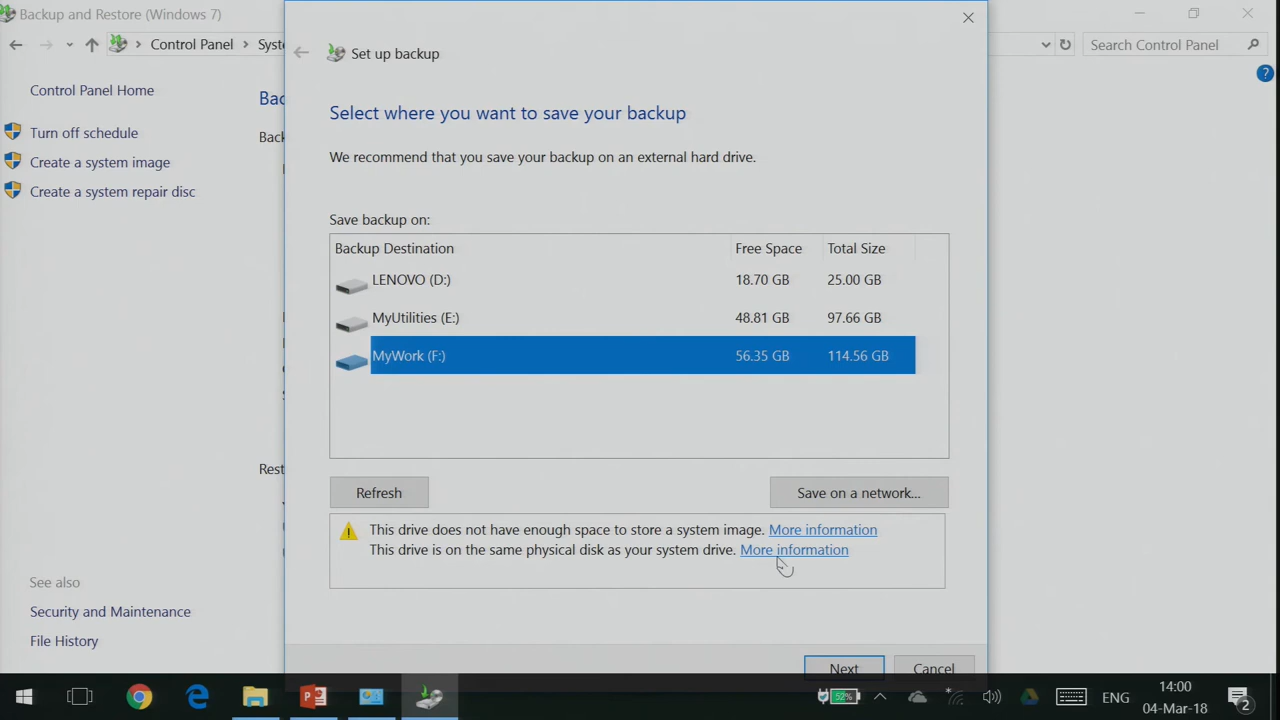 Backup and Restore (Windows 7)
Control Panel
Syst
Search Control Panel
Control Panel Home
Turn off schedule
Create a system image
Create a system repair disc
Bac
Back
Rest
See also
Security and Maintenance
File History
Set up backup
Select where you want to save your backup
We recommend that you save your backup on an external hard drive.
Save backup on:
Backup Destination Free Space Total Size
LENOVO (D:) 18.70 GB 25.00 GB
MyUtilities (E:) 48.81 GB 97.66 GB
MyWork (F:) 56.35 GB 114.56 GB
Refresh
Save on a network...
This drive does not have enough space to store a system image. More information
This drive is on the same physical disk as your system drive. More information
Next
Cancel
52%
ENG
14:00
04-Mar-18
2